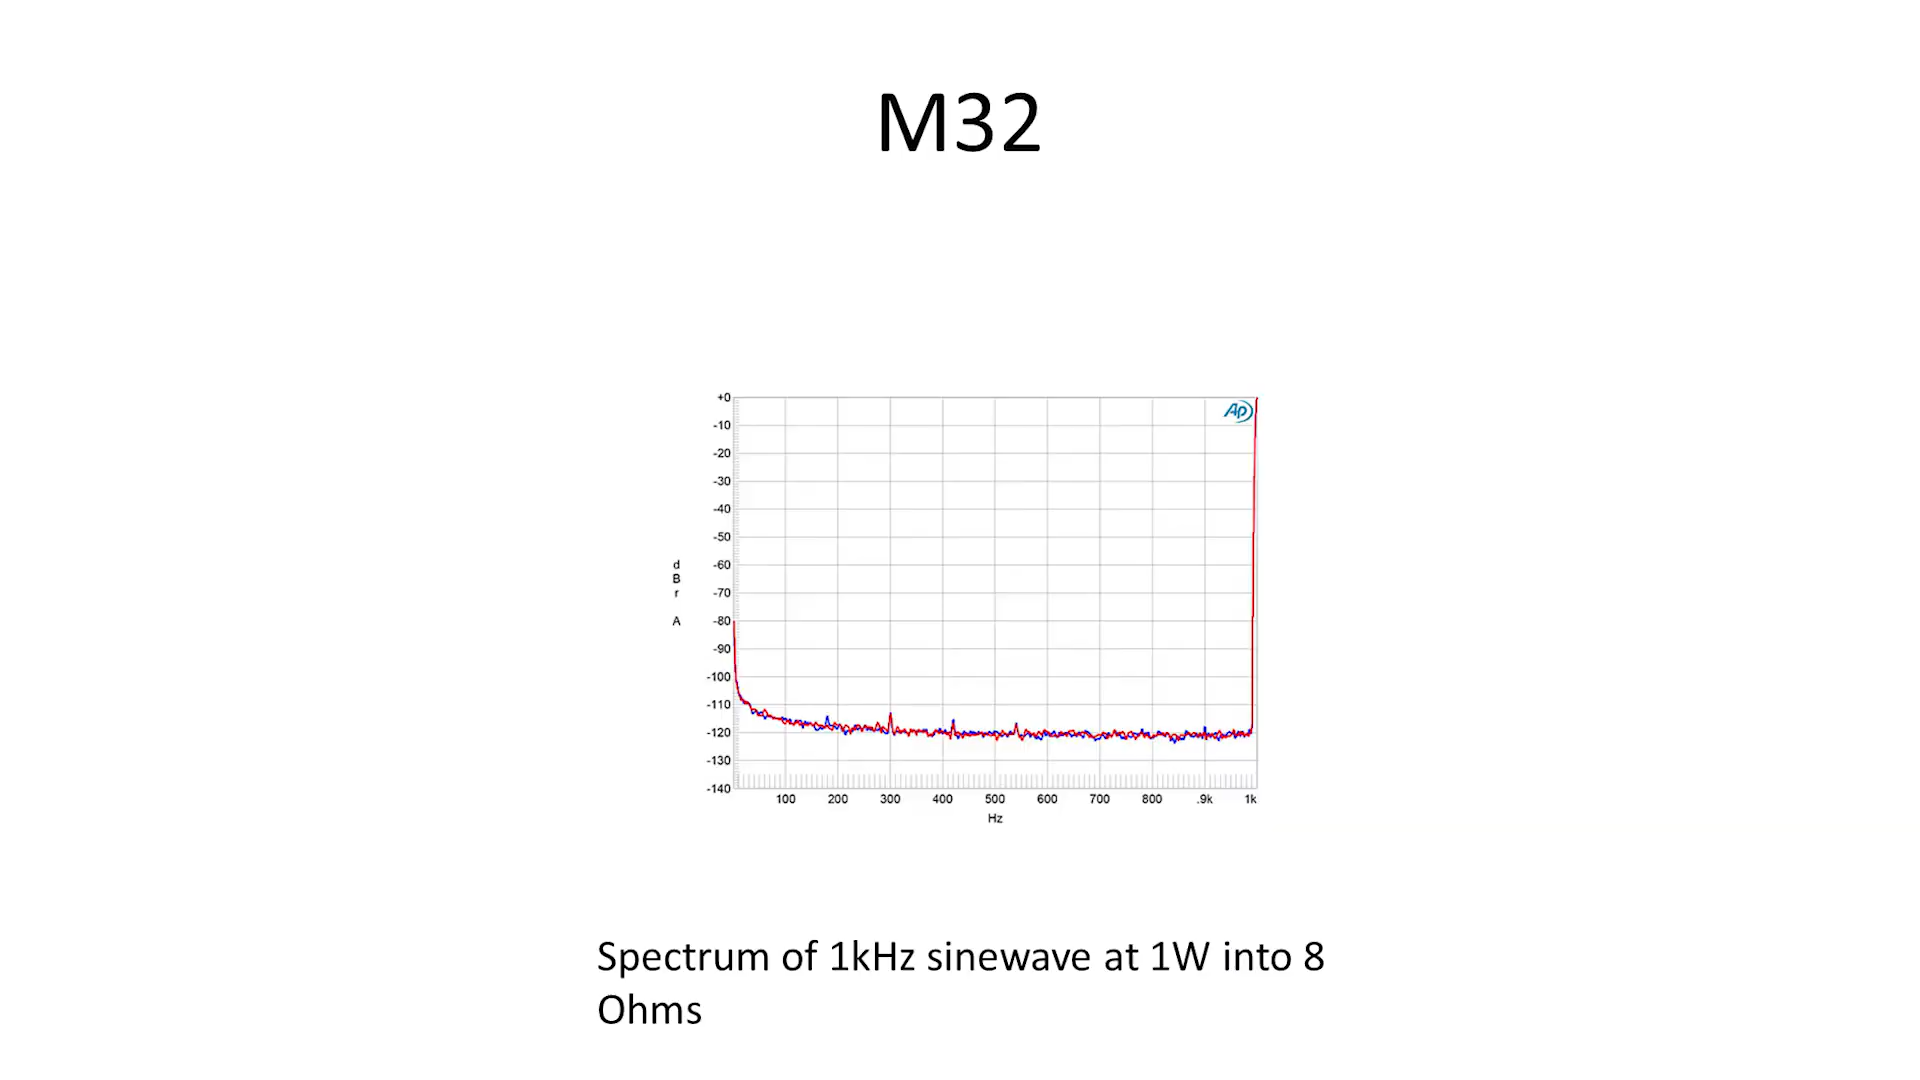 M32
+0
-10
-20
-30
-40
-50
-60
-70
-80
-90
-100
-110
-120
-130
-140
d
B
r
A
AP
100 200 300 400 500 600 700 800 .9k 1k
Hz
Spectrum of 1kHz sinewave at 1W into 8
Ohms